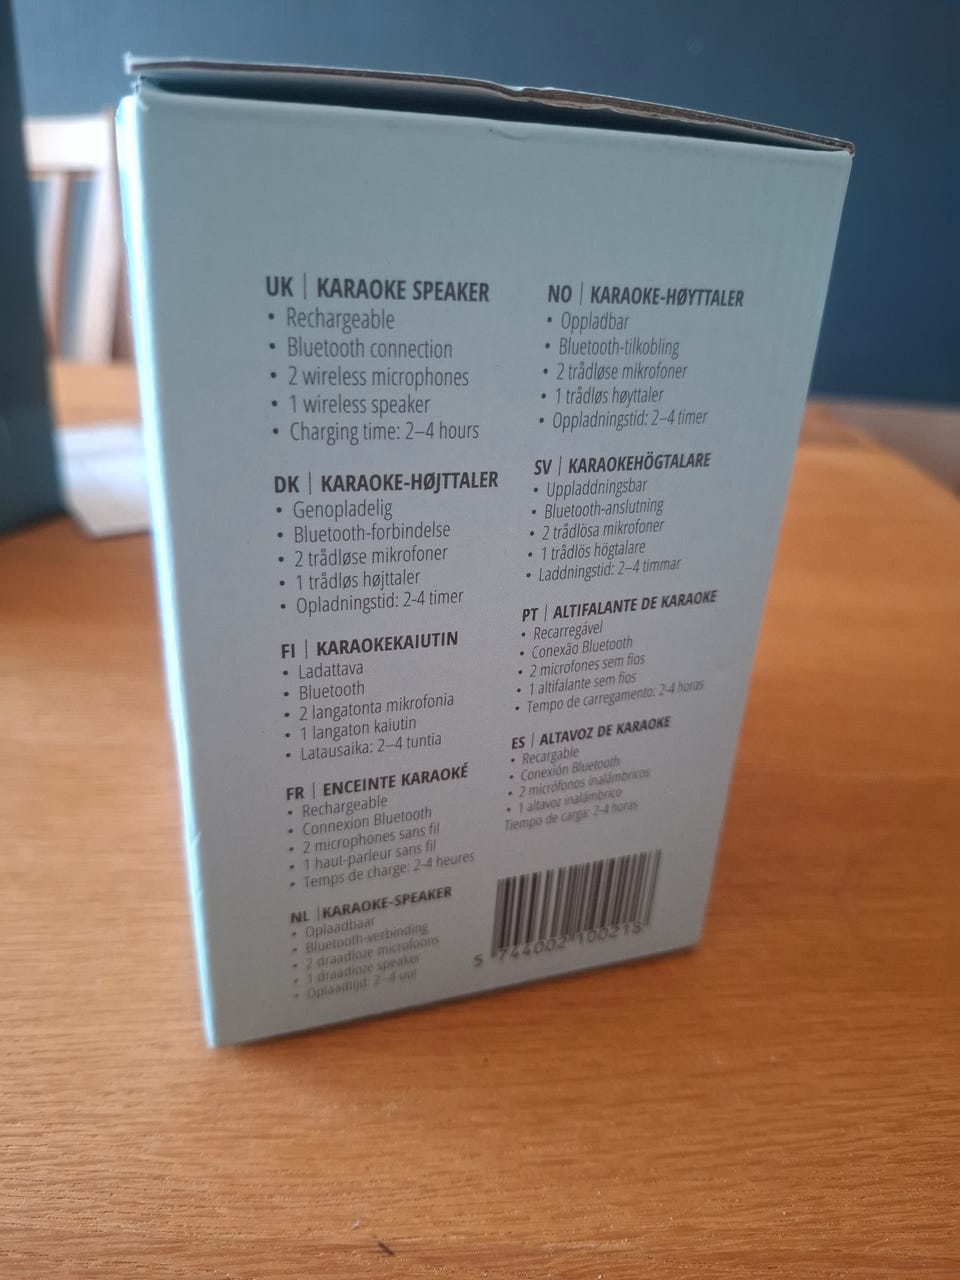 UK | KARAOKE SPEAKER
• Rechargeable
• Bluetooth connection
• 2 wireless microphones
• 1 wireless speaker
• Charging time: 2–4 hours
DK | KARAOKE-HØJTTALER
• Genopladelig
• Bluetooth-forbindelse
• 2 trådløse mikrofoner
• 1 trådløs højttaler
• Opladningstid: 2-4 timer
FI | KARAOKEKAIUTIN
• Ladattava
• Bluetooth
• 2 langatonta mikrofonia
• 1 langaton kaiutin
• Latausaika: 2–4 tuntia
FR | ENCEINTE KARAOKÉ
• Rechargeable
• Connexion Bluetooth
• 2 microphones sans fil
• 1 haut-parleur sans fil
• Temps de charge: 2-4 heures
NL | KARAOKE-SPEAKER
• Oplaadbaar
• Bluetooth-verbinding
• 2 draadloze microfoons
• 1 draadloze speaker
• Oplaadtijd: 2–4 uur
NO | KARAOKE-HØYTTALER
• Oppladbar
• Bluetooth-tilkobling
• 2 trådløse mikrofoner
• 1 trådløs høyttaler
• Oppladningstid: 2–4 timer
SV | KARAOKEHÖGTALARE
• Uppladdningsbar
• Bluetooth-anslutning
• 2 trådlösa mikrofoner
• 1 trådlös högtalare
• Laddningstid: 2–4 timmar
PT | ALTIFALANTE DE KARAOKE
• Recarregável
• Conexão Bluetooth
• 2 microfones sem fios
• 1 altifalante sem fios
• Tempo de carregamento: 2-4 horas
ES | ALTAVOZ DE KARAOKE
• Recargable
• Conexión Bluetooth
• 2 micrófonos inalámbricos
• 1 altavoz inalámbrico
Tiempo de carga: 2-4 horas
5 744002 100218